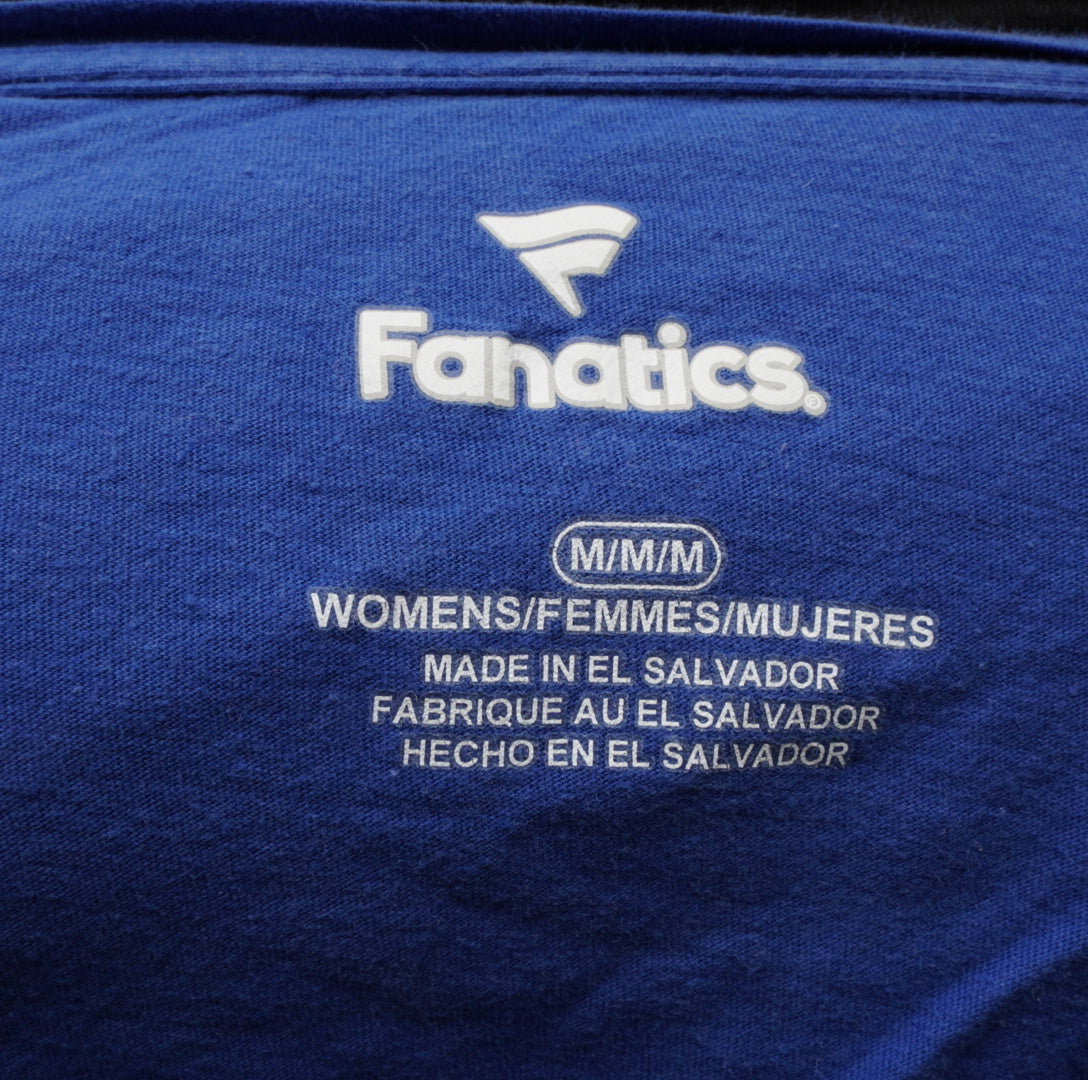 Fanatics.®
M/M/M
WOMENS/FEMMES/MUJERES
MADE IN EL SALVADOR
FABRIQUE AU EL SALVADOR
HECHO EN EL SALVADOR